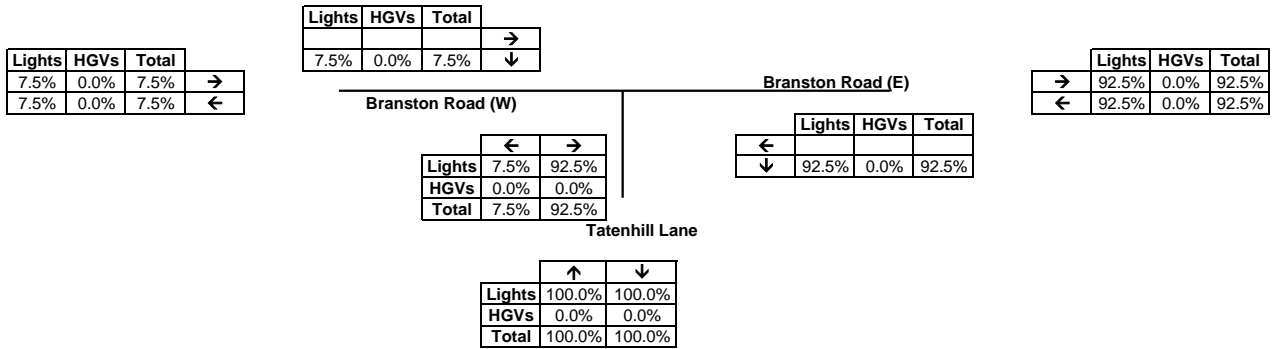 Lights HGVs Total
→
7.5% 0.0% 7.5% ↓
Lights HGVs Total
7.5% 0.0% 7.5% →
7.5% 0.0% 7.5% ←
Lights HGVs Total
→ 92.5% 0.0% 92.5%
← 92.5% 0.0% 92.5%
Branston Road (E)
Branston Road (W)
Lights HGVs Total
←
↓ 92.5% 0.0% 92.5%
← →
Lights 7.5% 92.5%
HGVs 0.0% 0.0%
Total 7.5% 92.5%
Tatenhill Lane
↑ ↓
Lights 100.0% 100.0%
HGVs 0.0% 0.0%
Total 100.0% 100.0%